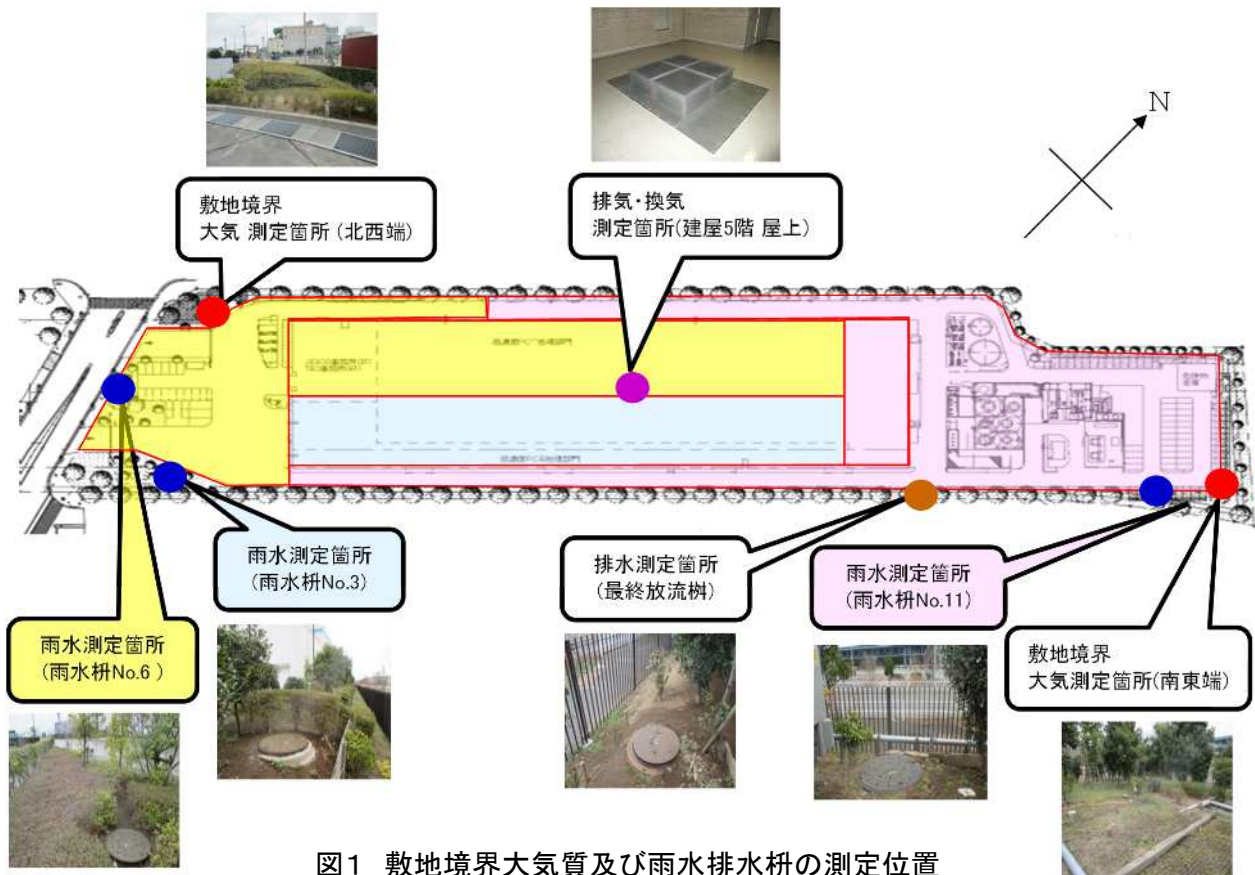 N
敷地境界
大気 測定箇所 (北西端)
排気・換気
測定箇所(建屋5階 屋上)
雨水測定箇所
(雨水枡No.3)
排水測定箇所
(最終放流桝)
雨水測定箇所
(雨水枡No.11)
雨水測定箇所
(雨水枡No.6 )
敷地境界
大気測定箇所(南東端)
図1 敷地境界大気質及び雨水排水枡の測定位置